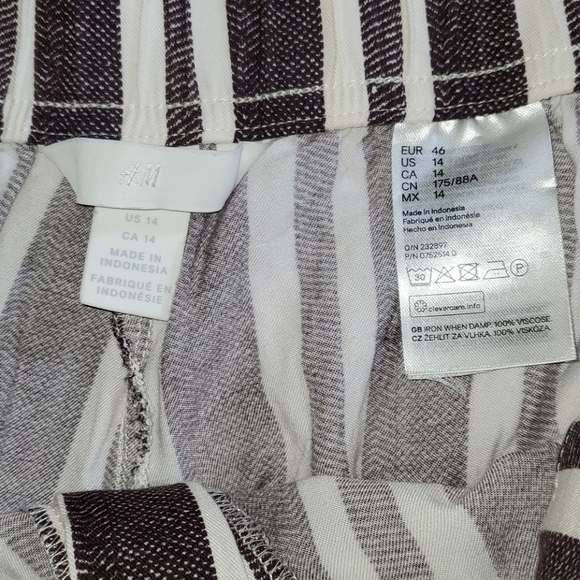 H&M
US 14
CA 14
MADE IN
INDONESIA
FABRIQUÉ EN
INDONÉSIE
EUR 46
US 14
CA 14
CN 175/88A
MX 14
Made in Indonesia
Fabriqué en Indonésie
Hecho en Indonesia
O/N 232897
P/N 0752514 0
30
P
clevercare.info
GB IRON WHEN DAMP. 100% VISCOSE.
CZ ŽEHLIT ZA VLHKA. 100% VISKÓZA.